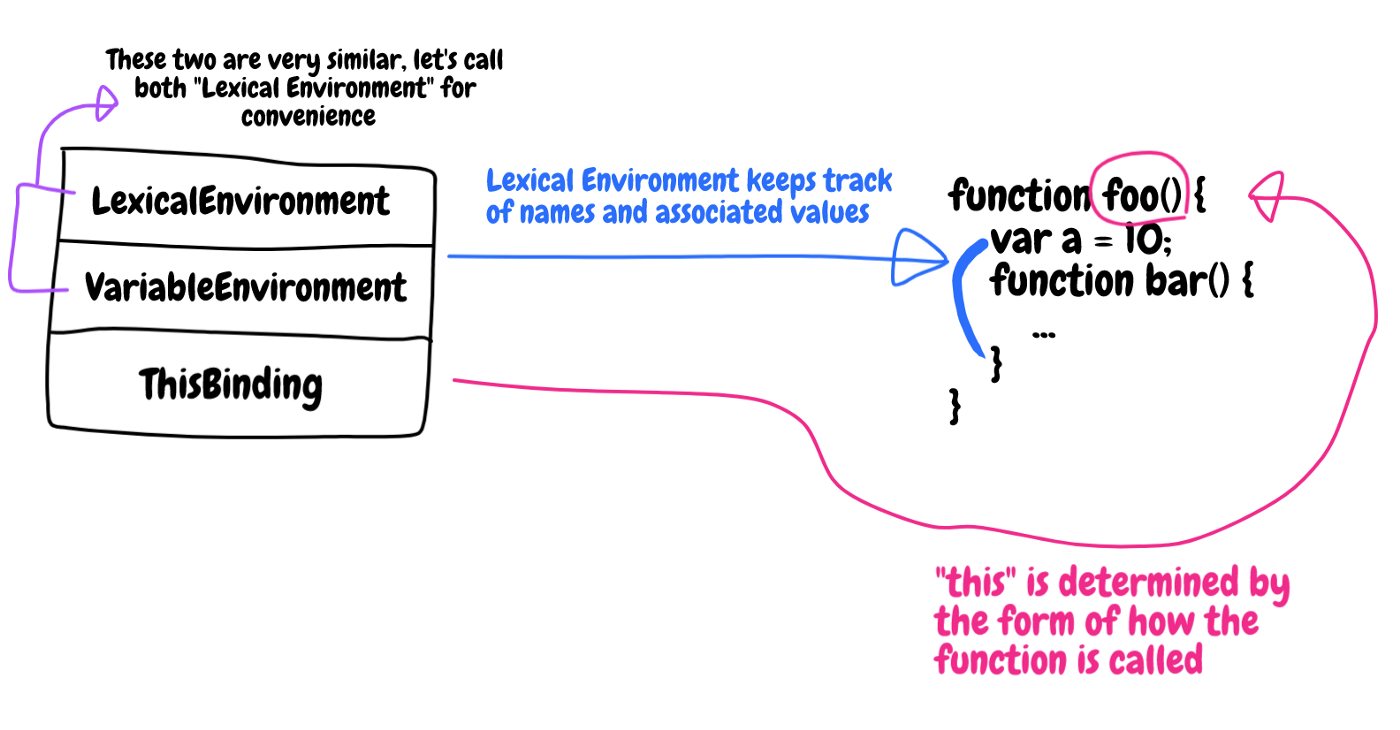 These two are very similar, let's call
both "Lexical Environment" for
convenience
LexicalEnvironment
VariableEnvironment
ThisBinding
Lexical Environment keeps track
of names and associated values
function foo() {
var a = 10;
function bar() {
...
}
}
"this" is determined by
the form of how the
function is called